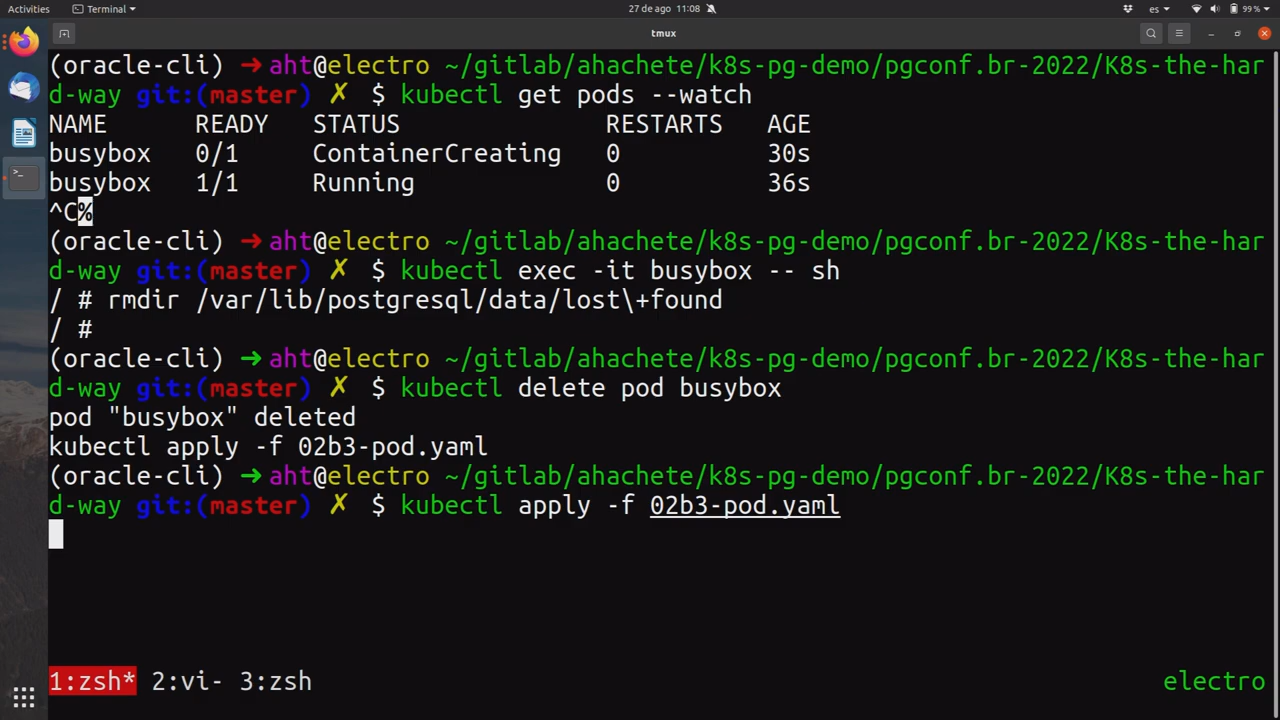 Activities
Terminal
27 de ago 11:08
es
99 %
tmux
(oracle-cli) ➜ aht@electro ~/gitlab/ahachete/k8s-pg-demo/pgconf.br-2022/K8s-the-har
d-way git:(master) ✗ $ kubectl get pods --watch
NAME READY STATUS RESTARTS AGE
busybox 0/1 ContainerCreating 0 30s
busybox 1/1 Running 0 36s
^C%
(oracle-cli) ➜ aht@electro ~/gitlab/ahachete/k8s-pg-demo/pgconf.br-2022/K8s-the-har
d-way git:(master) ✗ $ kubectl exec -it busybox -- sh
/ # rmdir /var/lib/postgresql/data/lost\+found
/ #
(oracle-cli) ➜ aht@electro ~/gitlab/ahachete/k8s-pg-demo/pgconf.br-2022/K8s-the-har
d-way git:(master) ✗ $ kubectl delete pod busybox
pod "busybox" deleted
kubectl apply -f 02b3-pod.yaml
(oracle-cli) ➜ aht@electro ~/gitlab/ahachete/k8s-pg-demo/pgconf.br-2022/K8s-the-har
d-way git:(master) ✗ $ kubectl apply -f 02b3-pod.yaml
1:zsh* 2:vi- 3:zsh
electro